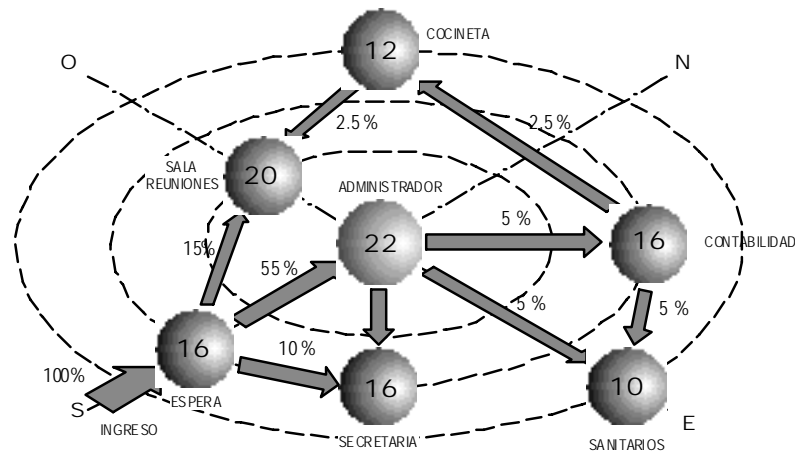 COCINETA
12
O
N
2.5%
2.5%
SALA
REUNIONES
20
ADMINISTRADOR
22
5%
16
CONTABILIDAD
15%
55%
5%
5%
16
10%
100%
ESPERA
16
10
S
INGRESO
SECRETARIA
SANITARIOS
E